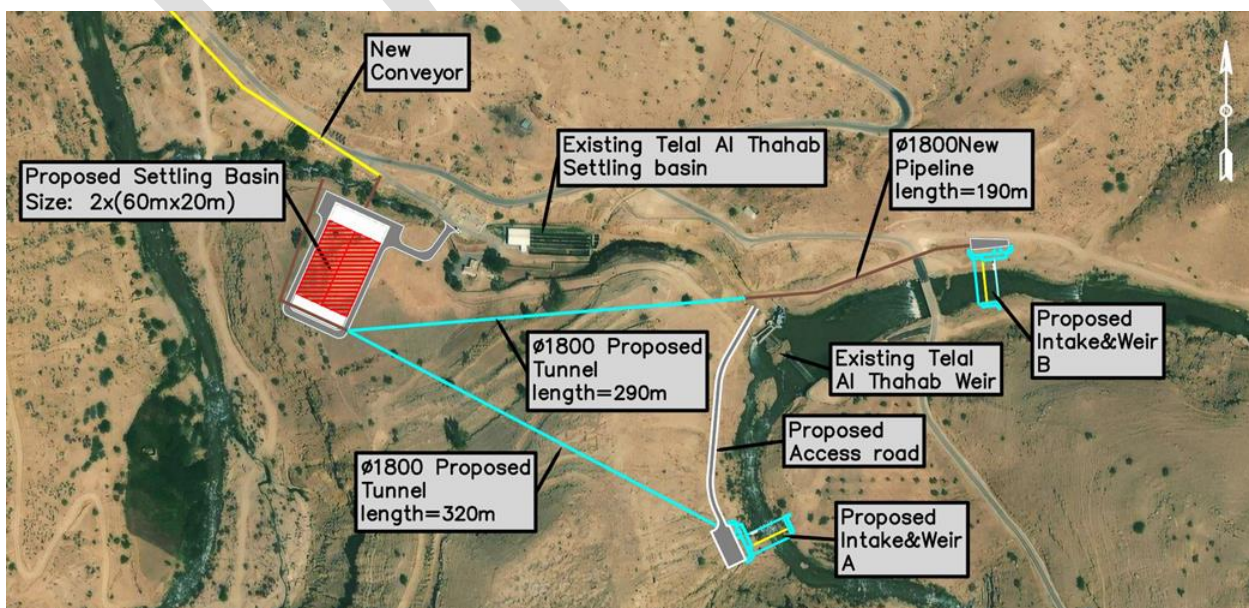 New
Conveyor
Existing Telal Al Thahab
Settling basin
ø1800New
Pipeline
length=190m
Proposed Settling Basin
Size: 2x(60mx20m)
Proposed
Intake&Weir
B
ø1800 Proposed
Tunnel
length=290m
Existing Telal
Al Thahab Weir
Proposed
Access road
ø1800 Proposed
Tunnel
length=320m
Proposed
Intake&Weir
A